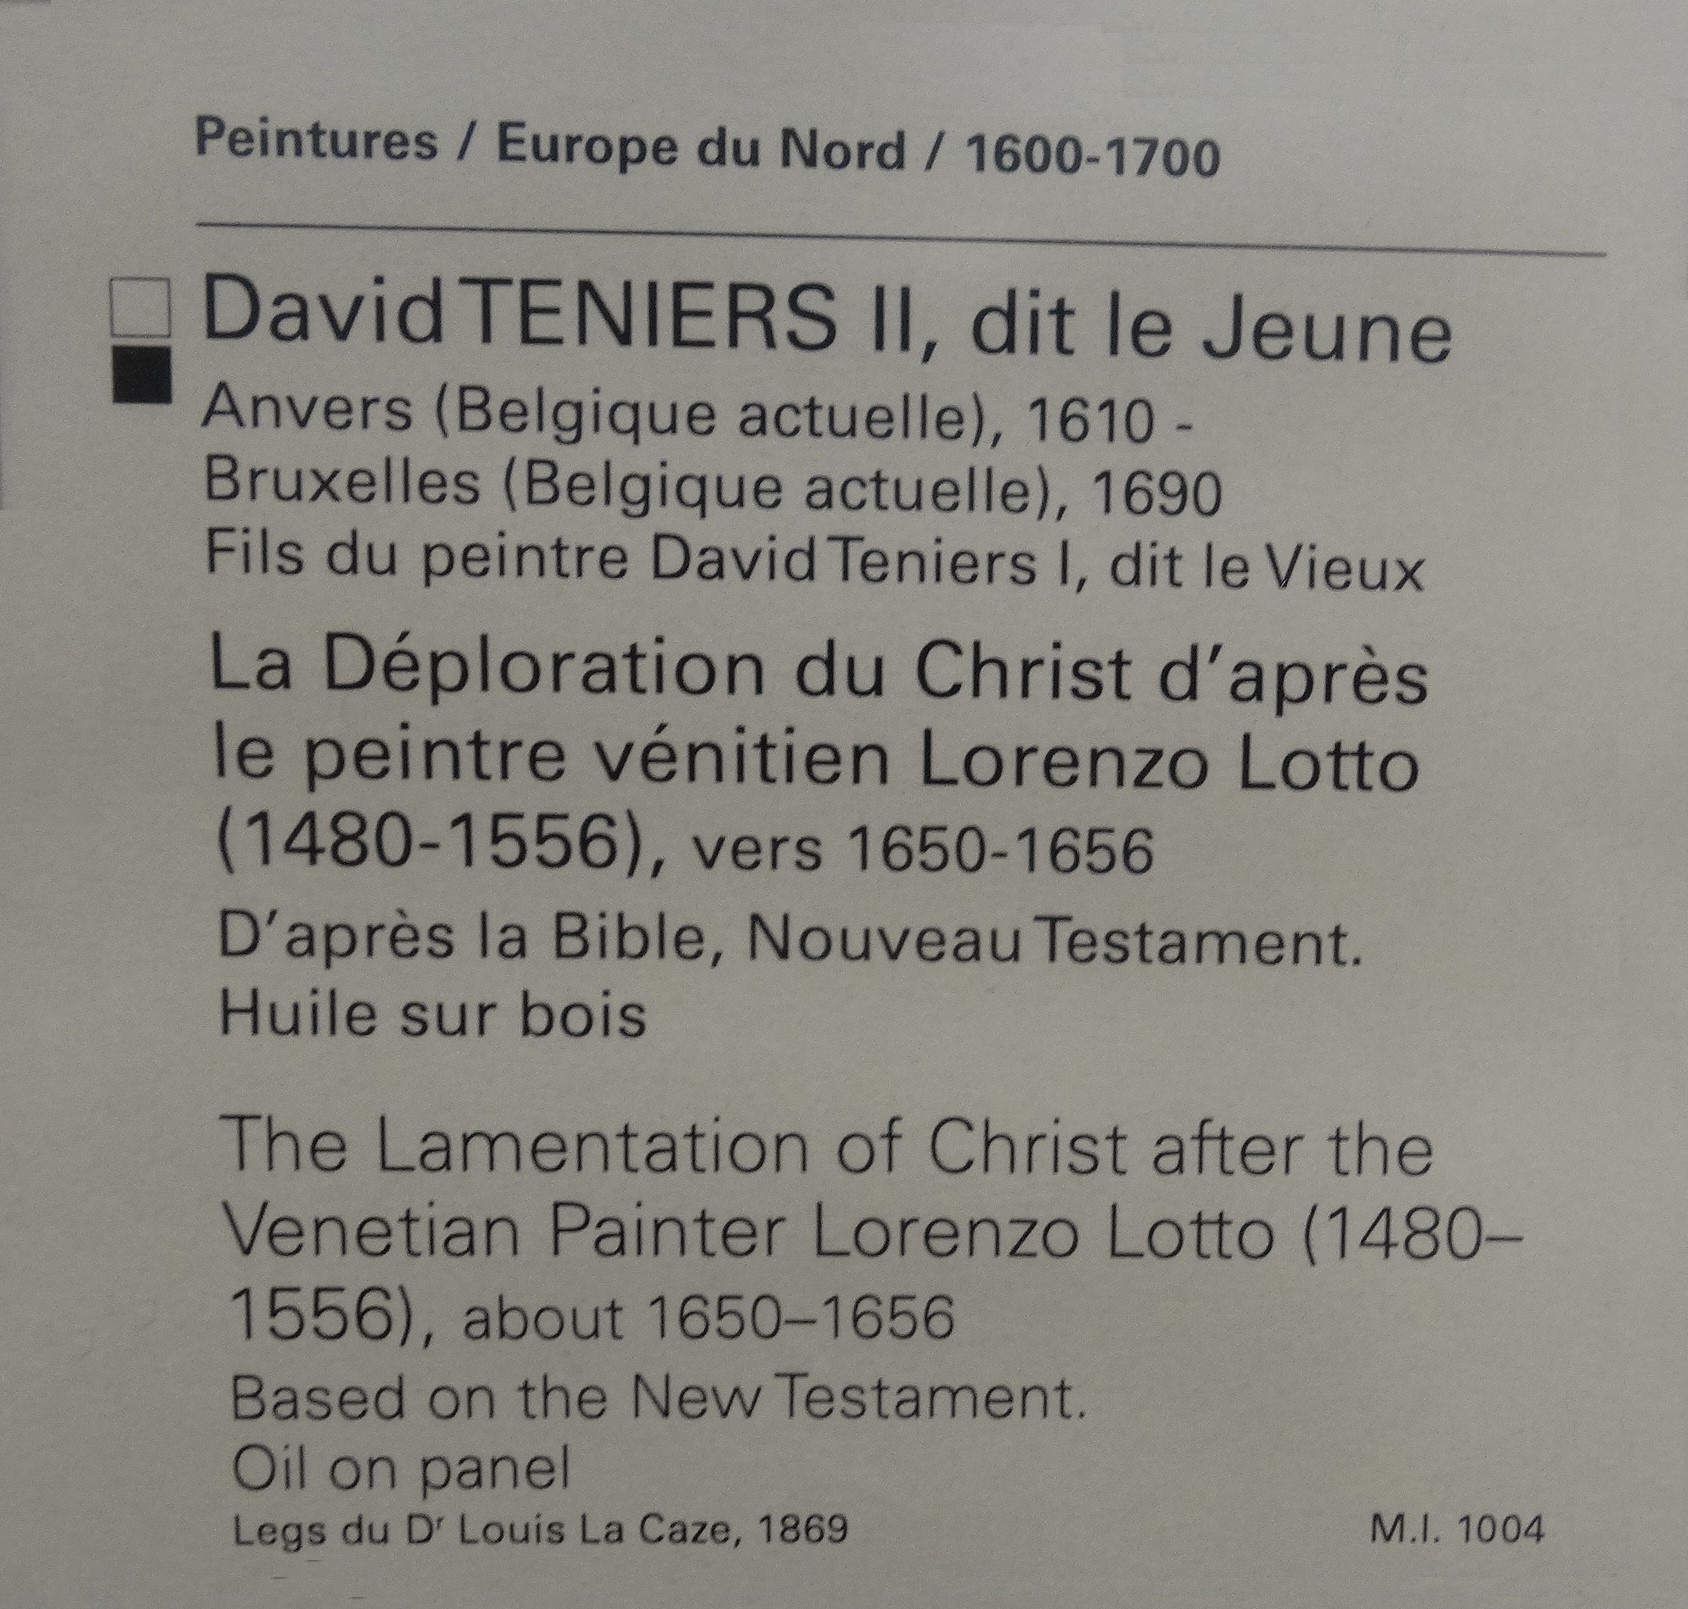 Peintures / Europe du Nord / 1600-1700
David TENIERS II, dit le Jeune
Anvers (Belgique actuelle), 1610 -
Bruxelles (Belgique actuelle), 1690
Fils du peintre David Teniers I, dit le Vieux
La Déploration du Christ d’après
le peintre vénitien Lorenzo Lotto
(1480-1556), vers 1650-1656
D’après la Bible, Nouveau Testament.
Huile sur bois
The Lamentation of Christ after the
Venetian Painter Lorenzo Lotto (1480–
1556), about 1650–1656
Based on the New Testament.
Oil on panel
Legs du Dʳ Louis La Caze, 1869 M.I. 1004